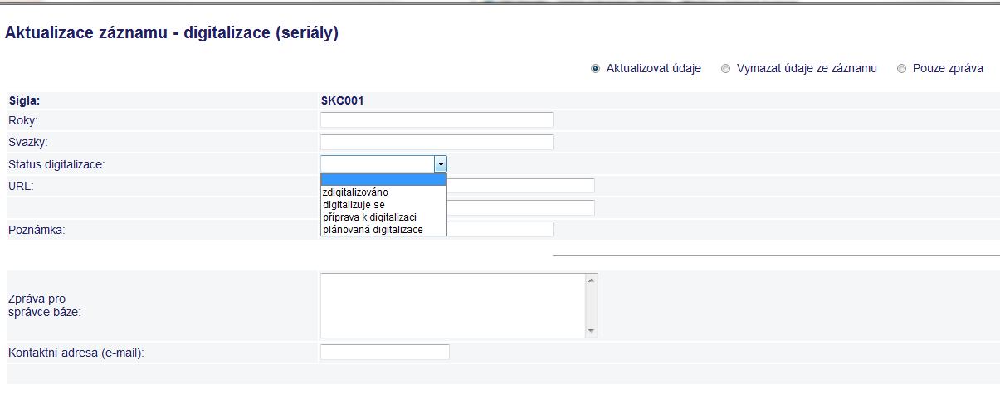 Aktualizace záznamu - digitalizace (seriály)
Aktualizovat údaje Vymazat údaje ze záznamu Pouze zpráva
Sigla: SKC001
Roky:
Svazky:
Status digitalizace:
URL:
zdigitalizováno
digitalizuje se
příprava k digitalizaci
plánovaná digitalizace
Poznámka:
Zpráva pro
správce báze:
Kontaktní adresa (e-mail):